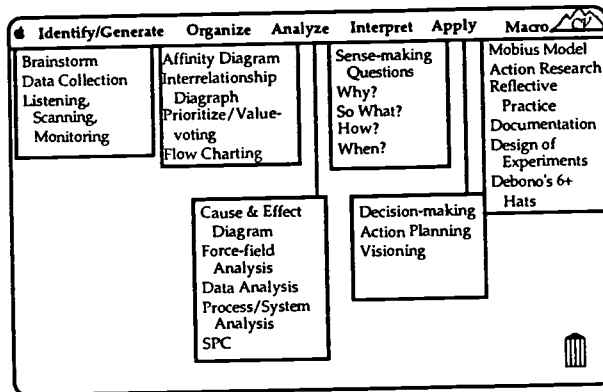 Identify/Generate Organize Analyze Interpret Apply Macro CV
Brainstorm
Data Collection
Listening,
Scanning,
Monitoring
Affinity Diagram
Interrelationship
Diagraph
Prioritize/Value-
voting
Flow Charting
Sense-making
Questions
Why?
So What?
How?
When?
Mobius Model
Action Research
Reflective
Practice
Documentation
Design of
Experiments
Debono's 6+
Hats
Cause & Effect
Diagram
Force-field
Analysis
Data Analysis
Process/System
Analysis
SPC
Decision-making
Action Planning
Visioning